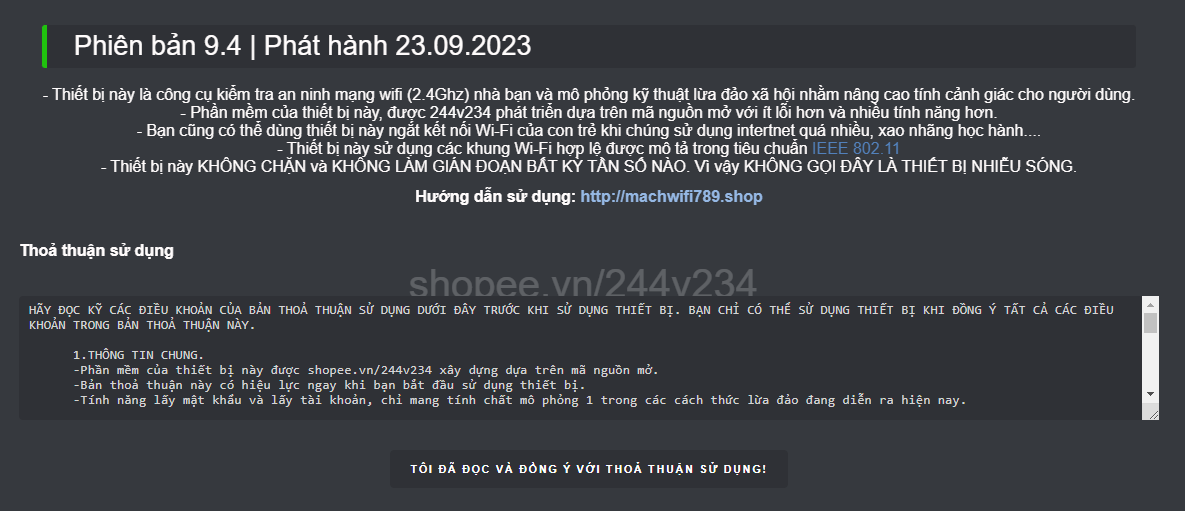 Phiên bản 9.4 | Phát hành 23.09.2023
- Thiết bị này là công cụ kiểm tra an ninh mạng wifi (2.4Ghz) nhà bạn và mô phỏng kỹ thuật lừa đảo xã hội nhằm nâng cao tính cảnh giác cho người dùng.
- Phần mềm của thiết bị này, được 244v234 phát triển dựa trên mã nguồn mở với ít lỗi hơn và nhiều tính năng hơn.
- Bạn cũng có thể dùng thiết bị này ngắt kết nối Wi-Fi của con trẻ khi chúng sử dụng intertnet quá nhiều, xao nhãng học hành....
- Thiết bị này sử dụng các khung Wi-Fi hợp lệ được mô tả trong tiêu chuẩn IEEE 802.11
- Thiết bị này KHÔNG CHẶN và KHÔNG LÀM GIÁN ĐOẠN BẤT KỲ TẦN SỐ NÀO. Vì vậy KHÔNG GỌI ĐÂY LÀ THIẾT BỊ NHIỄU SÓNG.
Hướng dẫn sử dụng: http://machwifi789.shop
Thoả thuận sử dụng
shopee.vn/244v234
HÃY ĐỌC KỸ CÁC ĐIỀU KHOẢN CỦA BẢN THOẢ THUẬN SỬ DỤNG DƯỚI ĐÂY TRƯỚC KHI SỬ DỤNG THIẾT BỊ. BẠN CHỈ CÓ THỂ SỬ DỤNG THIẾT BỊ KHI ĐỒNG Ý TẤT CẢ CÁC ĐIỀU
KHOẢN TRONG BẢN THOẢ THUẬN NÀY.
1.THÔNG TIN CHUNG.
-Phần mềm của thiết bị này được shopee.vn/244v234 xây dựng dựa trên mã nguồn mở.
-Bản thoả thuận này có hiệu lực ngay khi bạn bắt đầu sử dụng thiết bị.
-Tính năng lấy mật khẩu và lấy tài khoản, chỉ mang tính chất mô phỏng 1 trong các cách thức lừa đảo đang diễn ra hiện nay.
TÔI ĐÃ ĐỌC VÀ ĐỒNG Ý VỚI THOẢ THUẬN SỬ DỤNG!